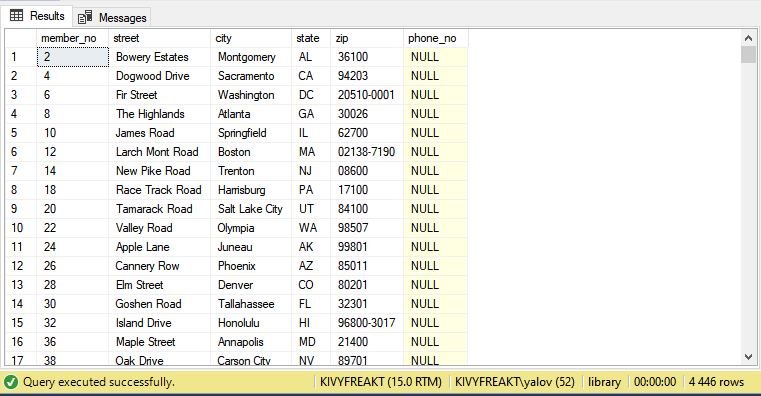 Results Messages
member_no street city state zip phone_no
1 2 Bowery Estates Montgomery AL 36100 NULL
2 4 Dogwood Drive Sacramento CA 94203 NULL
3 6 Fir Street Washington DC 20510-0001 NULL
4 8 The Highlands Atlanta GA 30026 NULL
5 10 James Road Springfield IL 62700 NULL
6 12 Larch Mont Road Boston MA 02138-7190 NULL
7 14 New Pike Road Trenton NJ 08600 NULL
8 18 Race Track Road Harrisburg PA 17100 NULL
9 20 Tamarack Road Salt Lake City UT 84100 NULL
10 22 Valley Road Olympia WA 98507 NULL
11 24 Apple Lane Juneau AK 99801 NULL
12 26 Cannery Row Phoenix AZ 85011 NULL
13 28 Elm Street Denver CO 80201 NULL
14 30 Goshen Road Tallahassee FL 32301 NULL
15 32 Island Drive Honolulu HI 96800-3017 NULL
16 36 Maple Street Annapolis MD 21400 NULL
17 38 Oak Drive Carson City NV 89701 NULL
Query executed successfully. KIVYFREAKT (15.0 RTM) KIVYFREAKT\yalov (52) library 00:00:00 4 446 rows